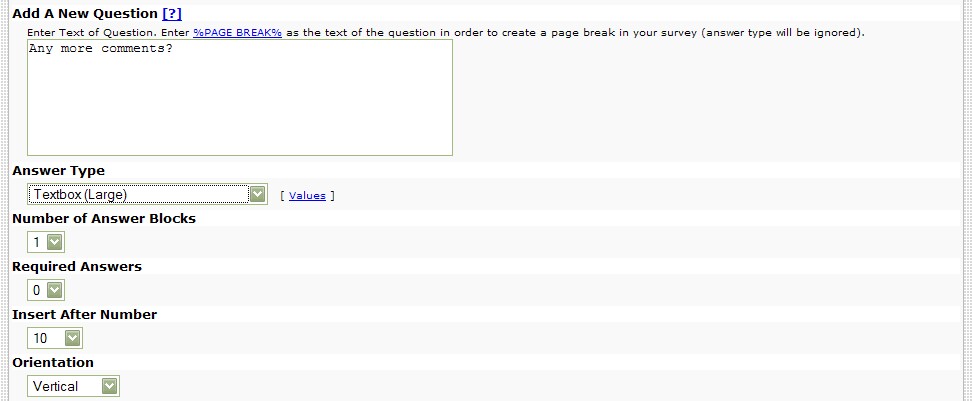 Add A New Question [?]
Enter Text of Question. Enter %PAGE BREAK% as the text of the question in order to create a page break in your survey (answer type will be ignored).
Any more comments?
Answer Type
Textbox (Large) [ Values ]
Number of Answer Blocks
1
Required Answers
0
Insert After Number
10
Orientation
Vertical